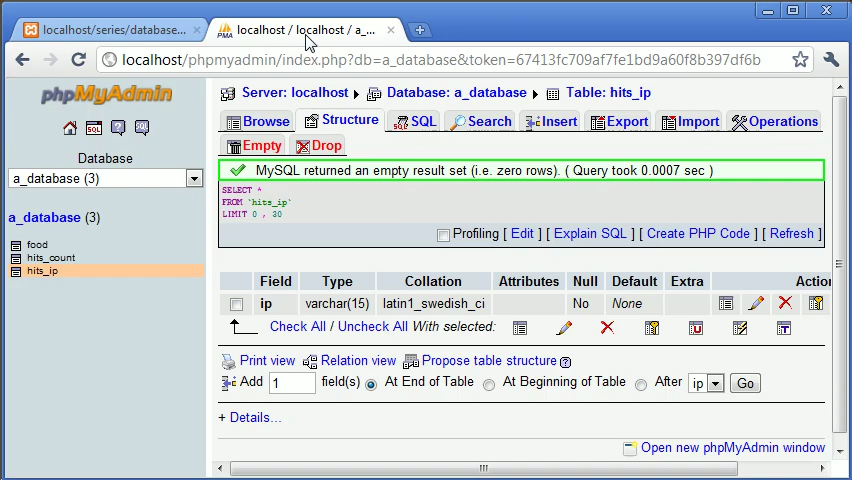 localhost/series/database...
localhost / localhost / a_...
localhost/phpmyadmin/index.php?db=a_database&token=67413fc709af7fe1bd9a60f8b397df6b
phpMyAdmin
Server: localhost Database: a_database Table: hits_ip
Browse Structure SQL Search Insert Export Import Operations
Empty Drop
SQL
Database
a_database (3)
a_database (3)
food
hits_count
hits_ip
MySQL returned an empty result set (i.e. zero rows). ( Query took 0.0007 sec )
SELECT *
FROM `hits_ip`
LIMIT 0 , 30
Profiling [ Edit ] [ Explain SQL ] [ Create PHP Code ] [ Refresh ]
Field Type Collation Attributes Null Default Extra Action
ip varchar(15) latin1_swedish_ci No None
Check All / Uncheck All With selected:
Print view Relation view Propose table structure
Add 1 field(s) At End of Table At Beginning of Table After ip Go
+ Details...
Open new phpMyAdmin window